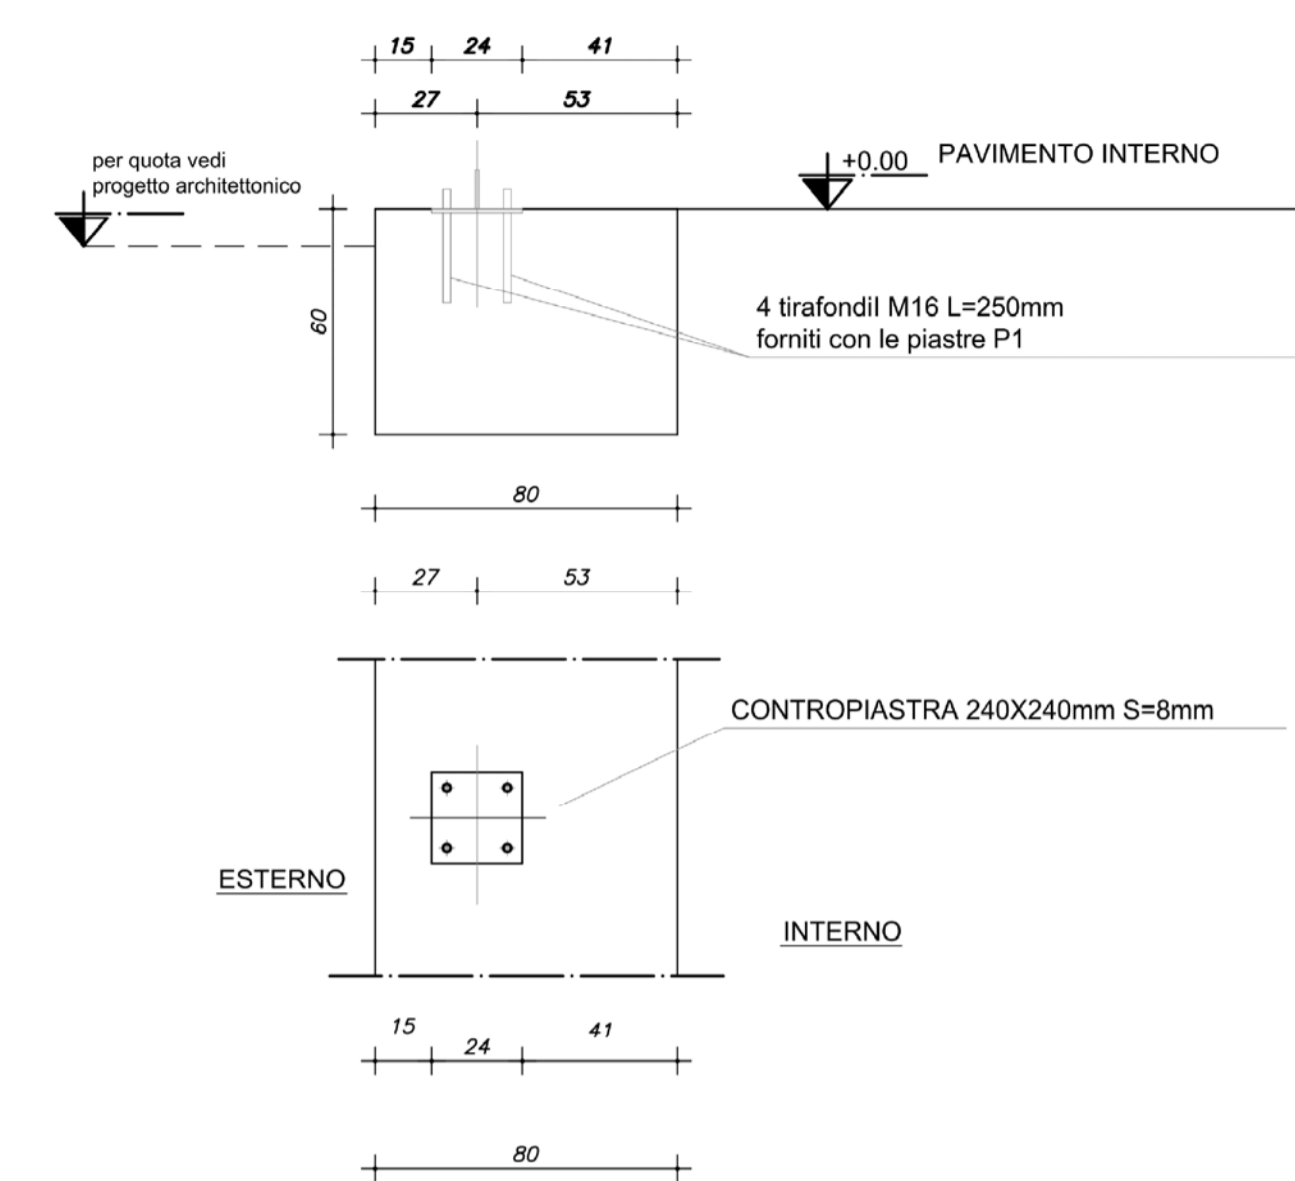 15 24 41
27 53
per quota vedi
progetto architettonico
+0.00 PAVIMENTO INTERNO
60
4 tirafondiI M16 L=250mm
forniti con le piastre P1
80
27 53
CONTROPIASTRA 240X240mm S=8mm
ESTERNO
INTERNO
15 24 41
80